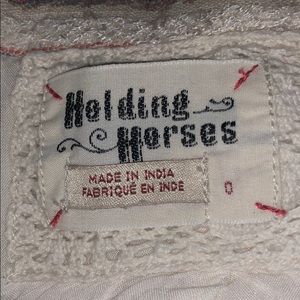 Holding
Horses
MADE IN INDIA
FABRIQUÉ EN INDE
0